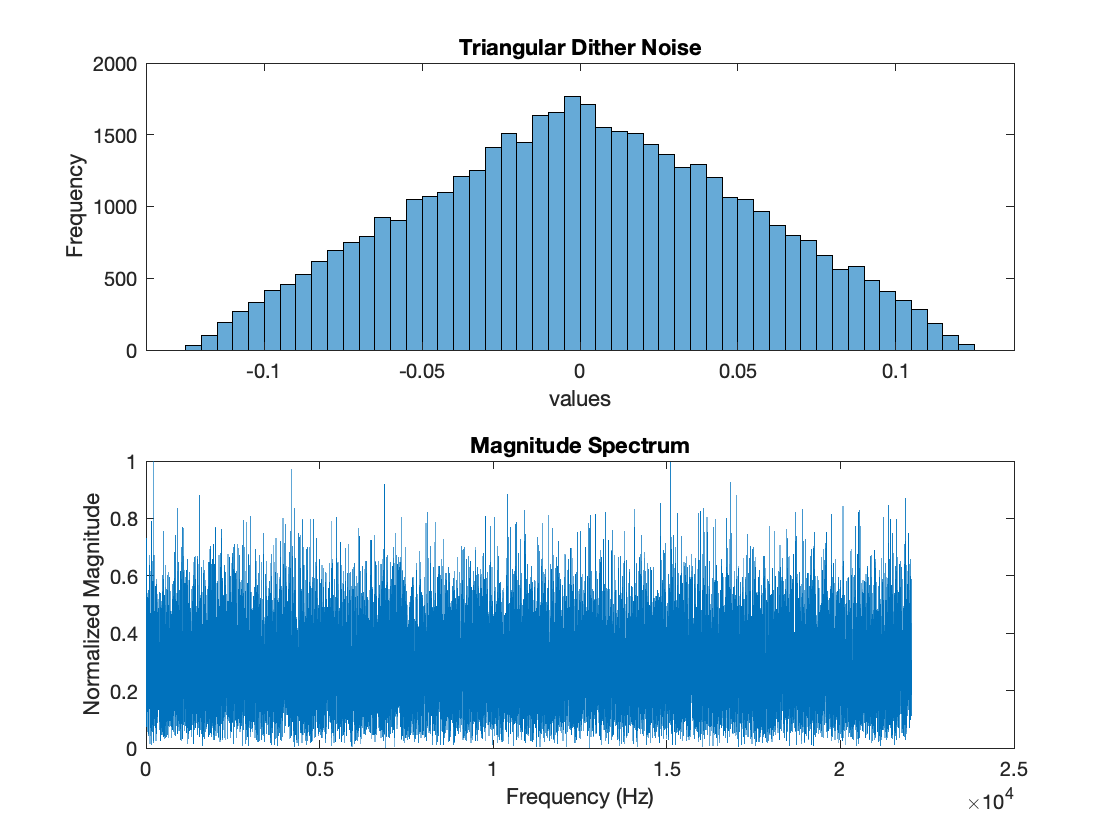 Triangular Dither Noise
2000
1500
1000
500
0
Frequency
-0.1 -0.05 0 0.05 0.1
values
Magnitude Spectrum
1
0.8
0.6
0.4
0.2
0
Normalized Magnitude
0 0.5 1 1.5 2 2.5
Frequency (Hz)
×10⁴